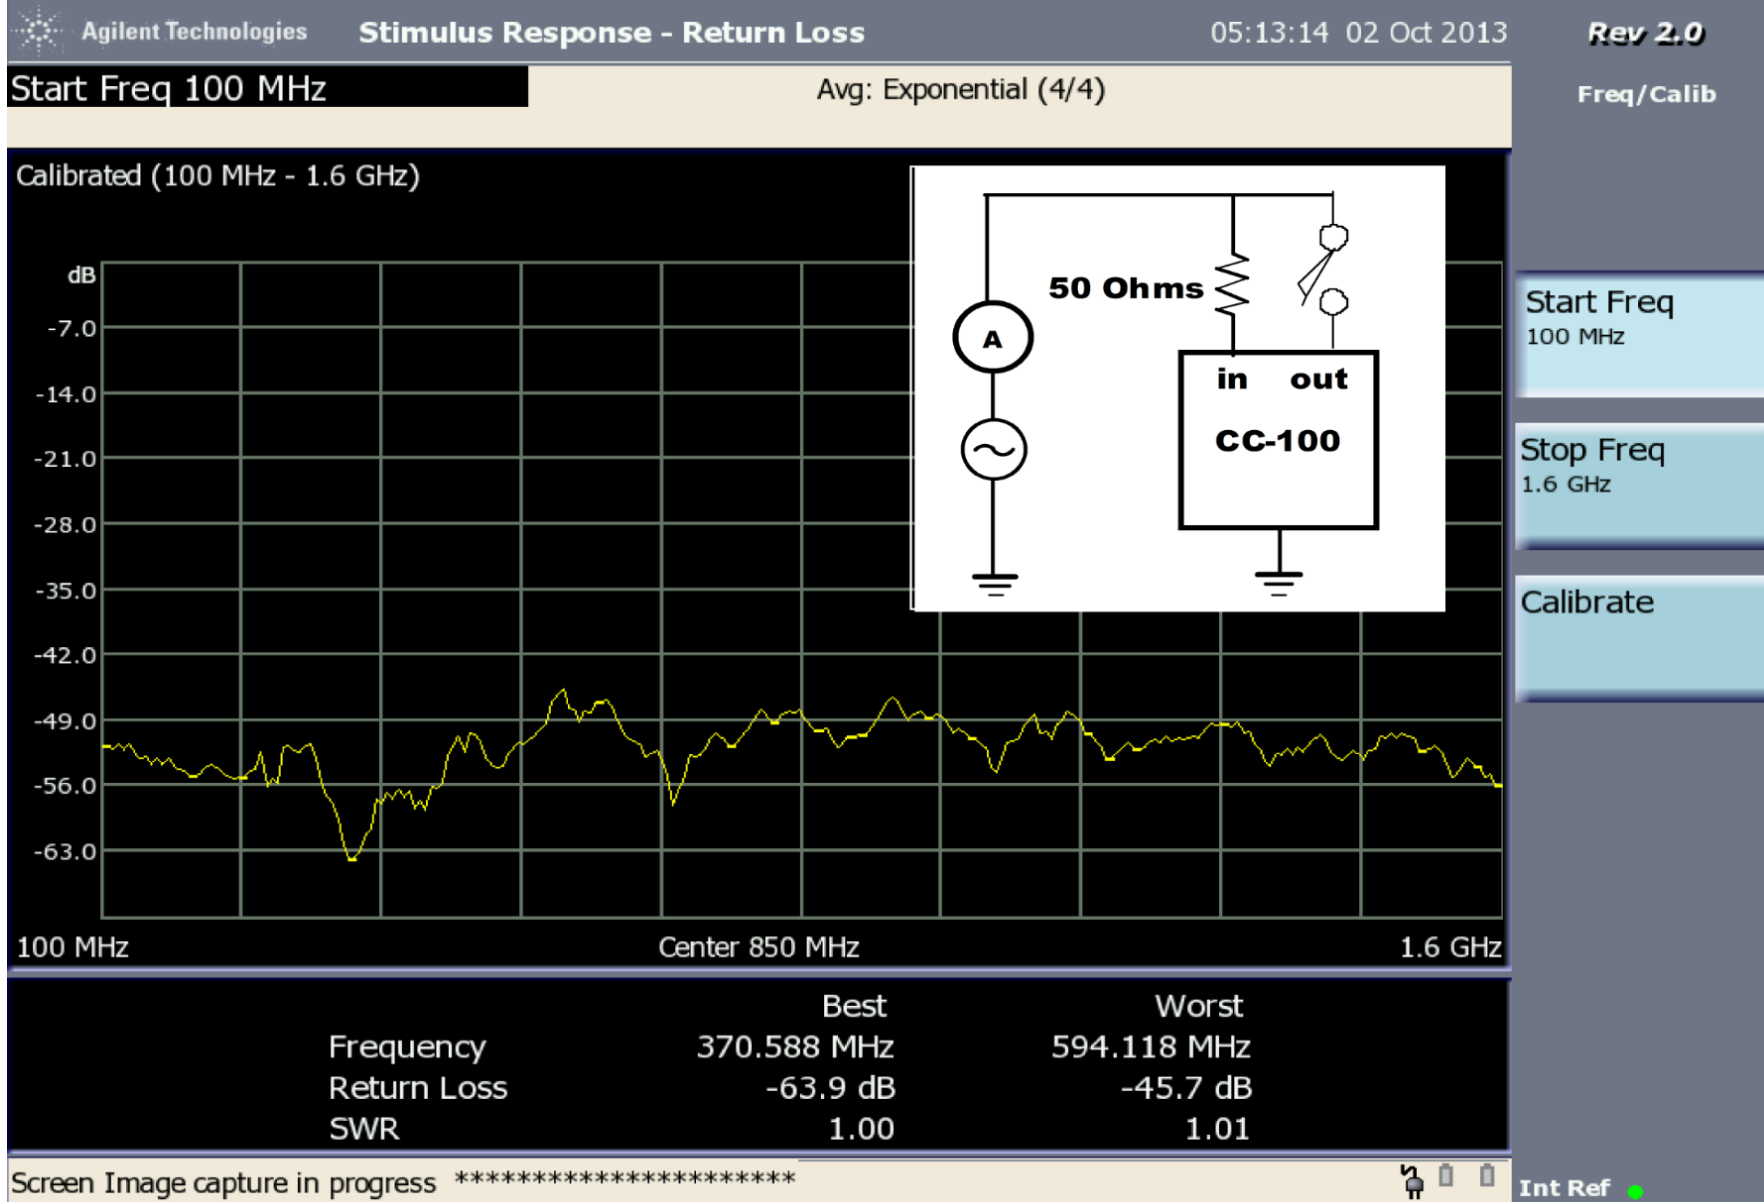 Agilent Technologies Stimulus Response - Return Loss 05:13:14 02 Oct 2013 Rev 2.0
Start Freq 100 MHz Avg: Exponential (4/4) Freq/Calib
Calibrated (100 MHz - 1.6 GHz)
dB
-7.0
-14.0
-21.0
-28.0
-35.0
-42.0
-49.0
-56.0
-63.0
50 Ohms
A
in out
CC-100
100 MHz Center 850 MHz 1.6 GHz
Best Worst
Frequency 370.588 MHz 594.118 MHz
Return Loss -63.9 dB -45.7 dB
SWR 1.00 1.01
Screen Image capture in progress **********************
Start Freq
100 MHz
Stop Freq
1.6 GHz
Calibrate
Int Ref